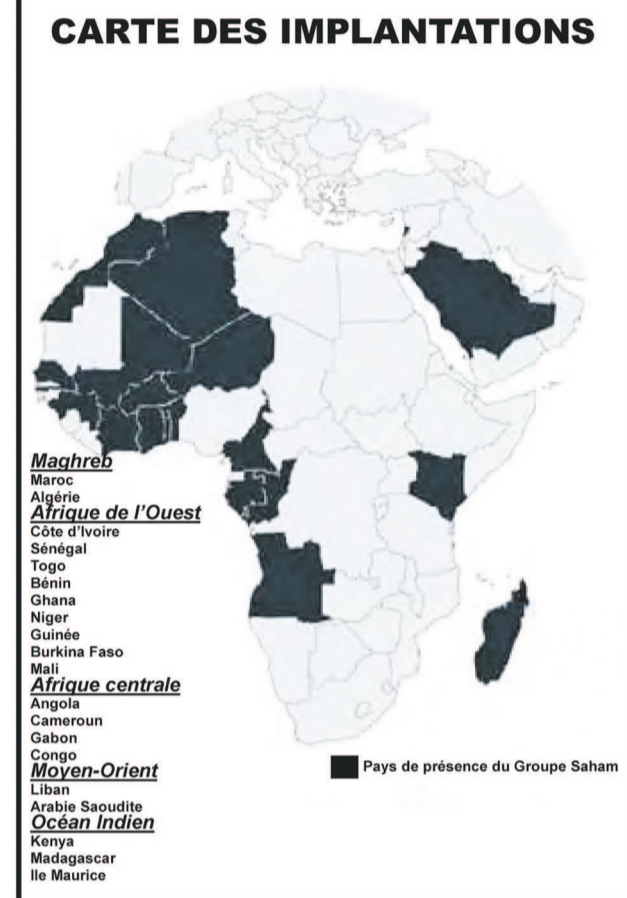 CARTE DES IMPLANTATIONS
Maghreb
Maroc
Algérie
Afrique de l'Ouest
Côte d'Ivoire
Sénégal
Togo
Bénin
Ghana
Niger
Guinée
Burkina Faso
Mali
Afrique centrale
Angola
Cameroun
Gabon
Congo
Moyen-Orient
Liban
Arabie Saoudite
Océan Indien
Kenya
Madagascar
Ile Maurice
Pays de présence du Groupe Saham